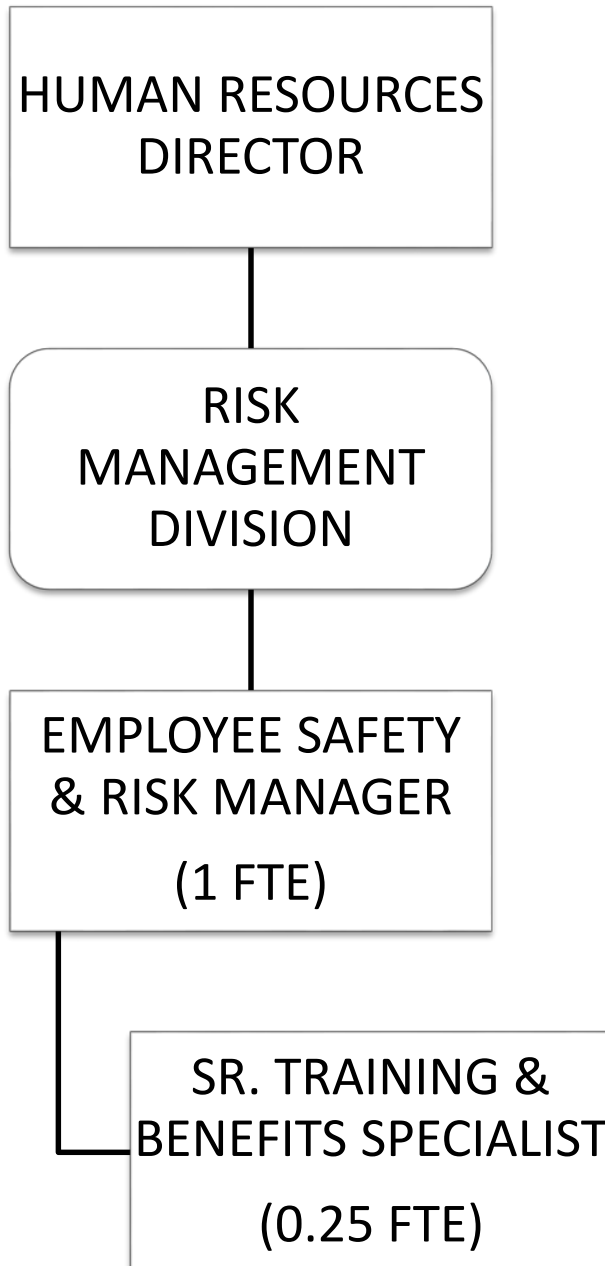 HUMAN RESOURCES
DIRECTOR
RISK
MANAGEMENT
DIVISION
EMPLOYEE SAFETY
& RISK MANAGER
(1 FTE)
SR. TRAINING &
BENEFITS SPECIALIST
(0.25 FTE)